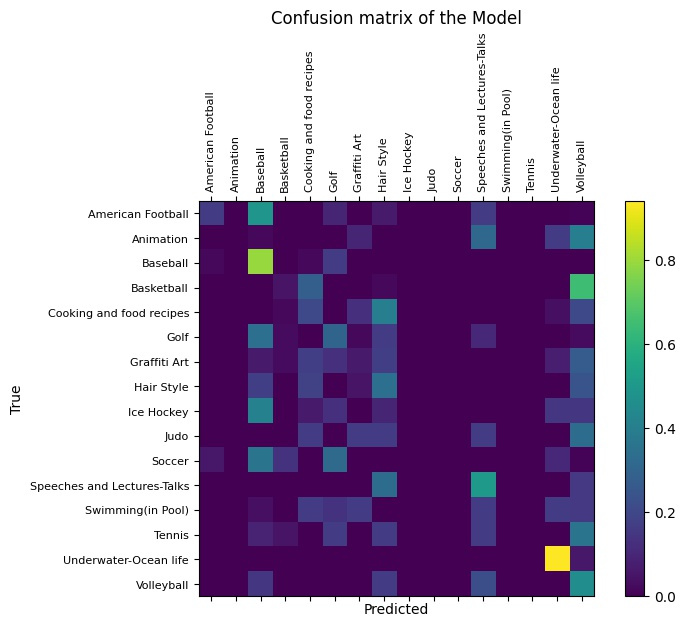 Confusion matrix of the Model
American Football
Animation
Baseball
Basketball
Cooking and food recipes
Golf
Graffiti Art
Hair Style
Ice Hockey
Judo
Soccer
Speeches and Lectures-Talks
Swimming(in Pool)
Tennis
Underwater-Ocean life
Volleyball
American Football
Animation
Baseball
Basketball
Cooking and food recipes
Golf
Graffiti Art
Hair Style
Ice Hockey
Judo
Soccer
Speeches and Lectures-Talks
Swimming(in Pool)
Tennis
Underwater-Ocean life
Volleyball
True
Predicted
0.8
0.6
0.4
0.2
0.0